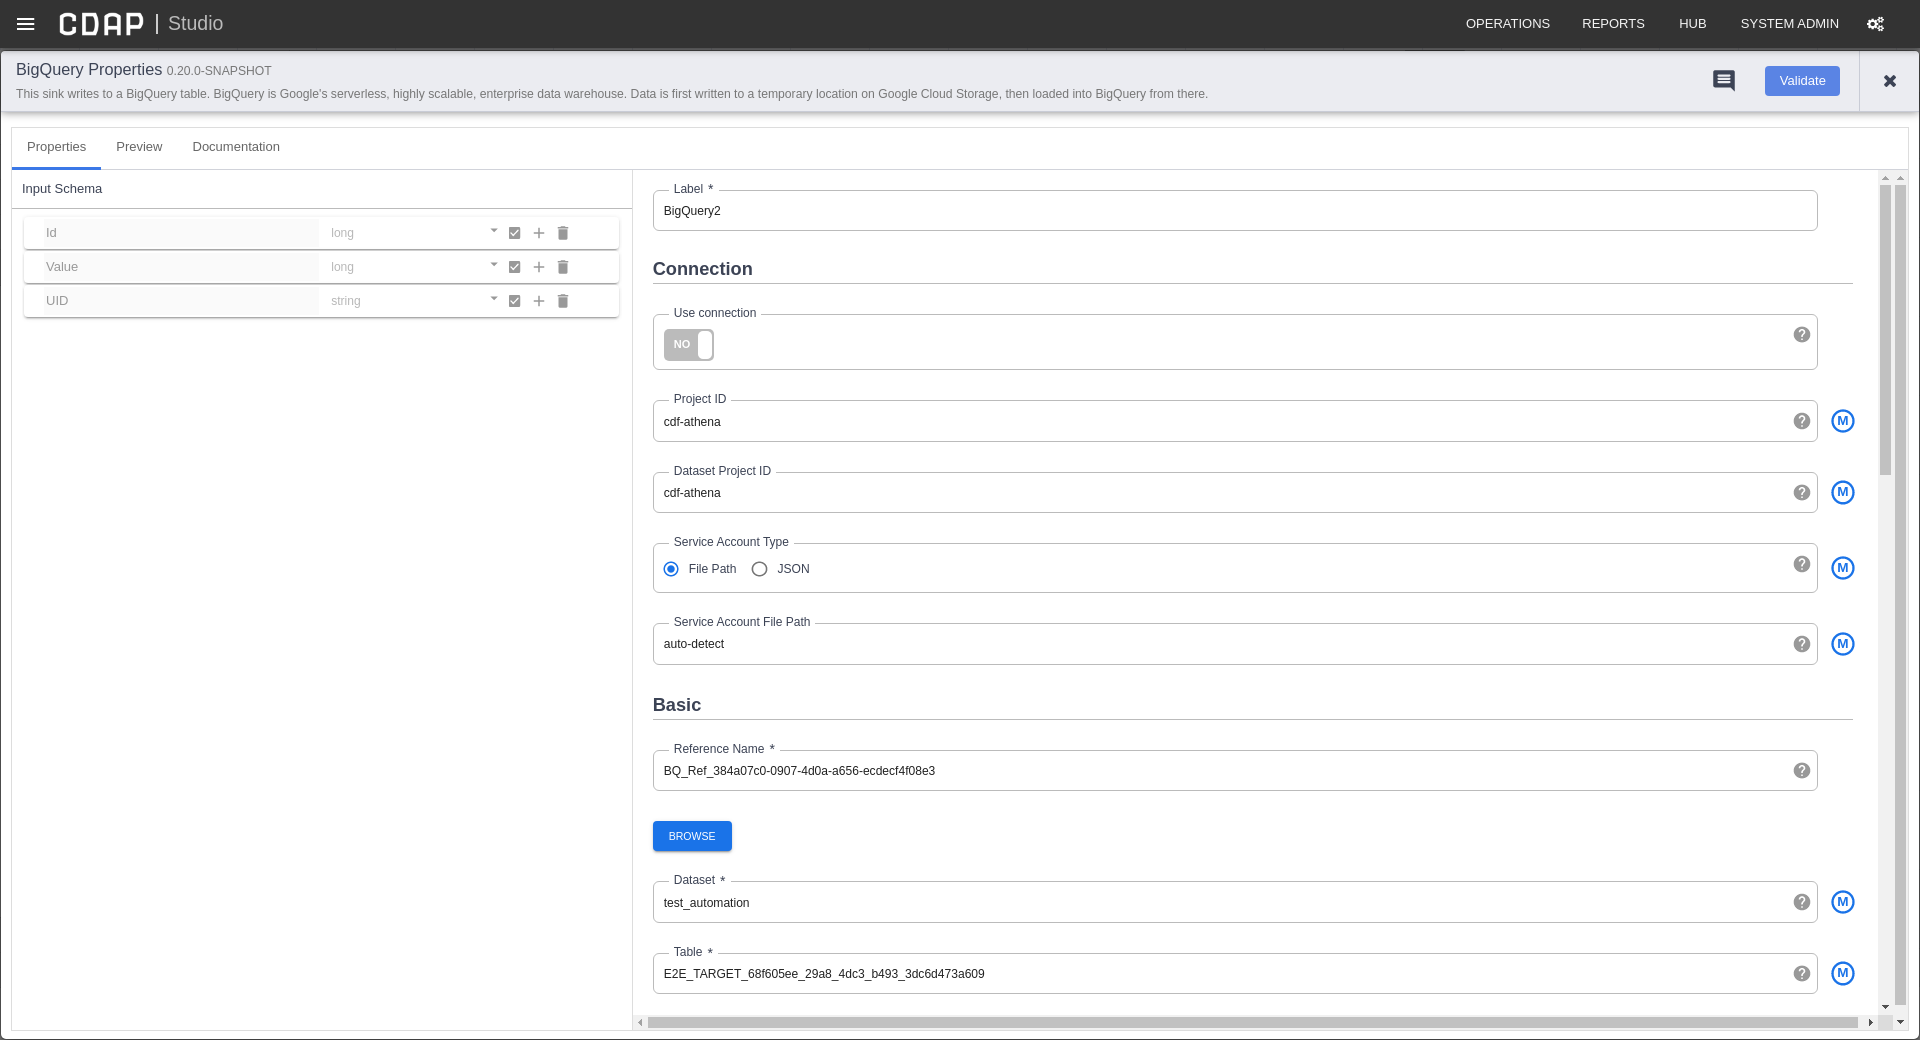 CDAP | Studio
OPERATIONS REPORTS HUB SYSTEM ADMIN
BigQuery Properties 0.20.0-SNAPSHOT
This sink writes to a BigQuery table. BigQuery is Google's serverless, highly scalable, enterprise data warehouse. Data is first written to a temporary location on Google Cloud Storage, then loaded into BigQuery from there.
Validate
Properties Preview Documentation
Input Schema
Id long
Value long
UID string
Label *
BigQuery2
Connection
Use connection
NO
Project ID
cdf-athena
M
Dataset Project ID
cdf-athena
M
Service Account Type
File Path JSON
M
Service Account File Path
auto-detect
M
Basic
Reference Name *
BQ_Ref_384a07c0-0907-4d0a-a656-ecdecf4f08e3
BROWSE
Dataset *
test_automation
M
Table *
E2E_TARGET_68f605ee_29a8_4dc3_b493_3dc6d473a609
M